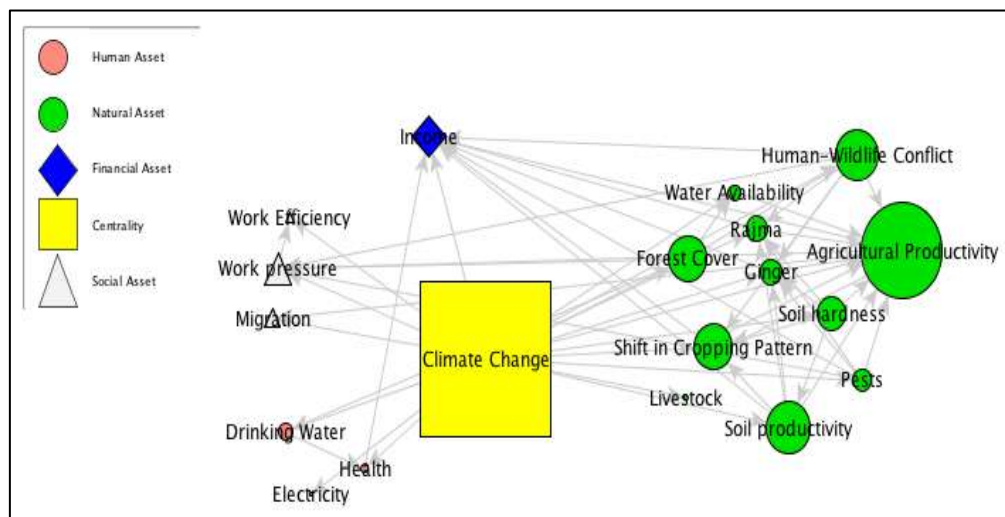 Human Asset
Natural Asset
Financial Asset
Centrality
Social Asset
Income
Human-Wildlife Conflict
Water Availability
Work Efficiency
Rajma
Agricultural Productivity
Forest Cover
Work pressure
Ginger
Soil hardness
Migration
Shift in Cropping Pattern
Climate Change
Pests
Livestock
Drinking Water
Soil productivity
Health
Electricity